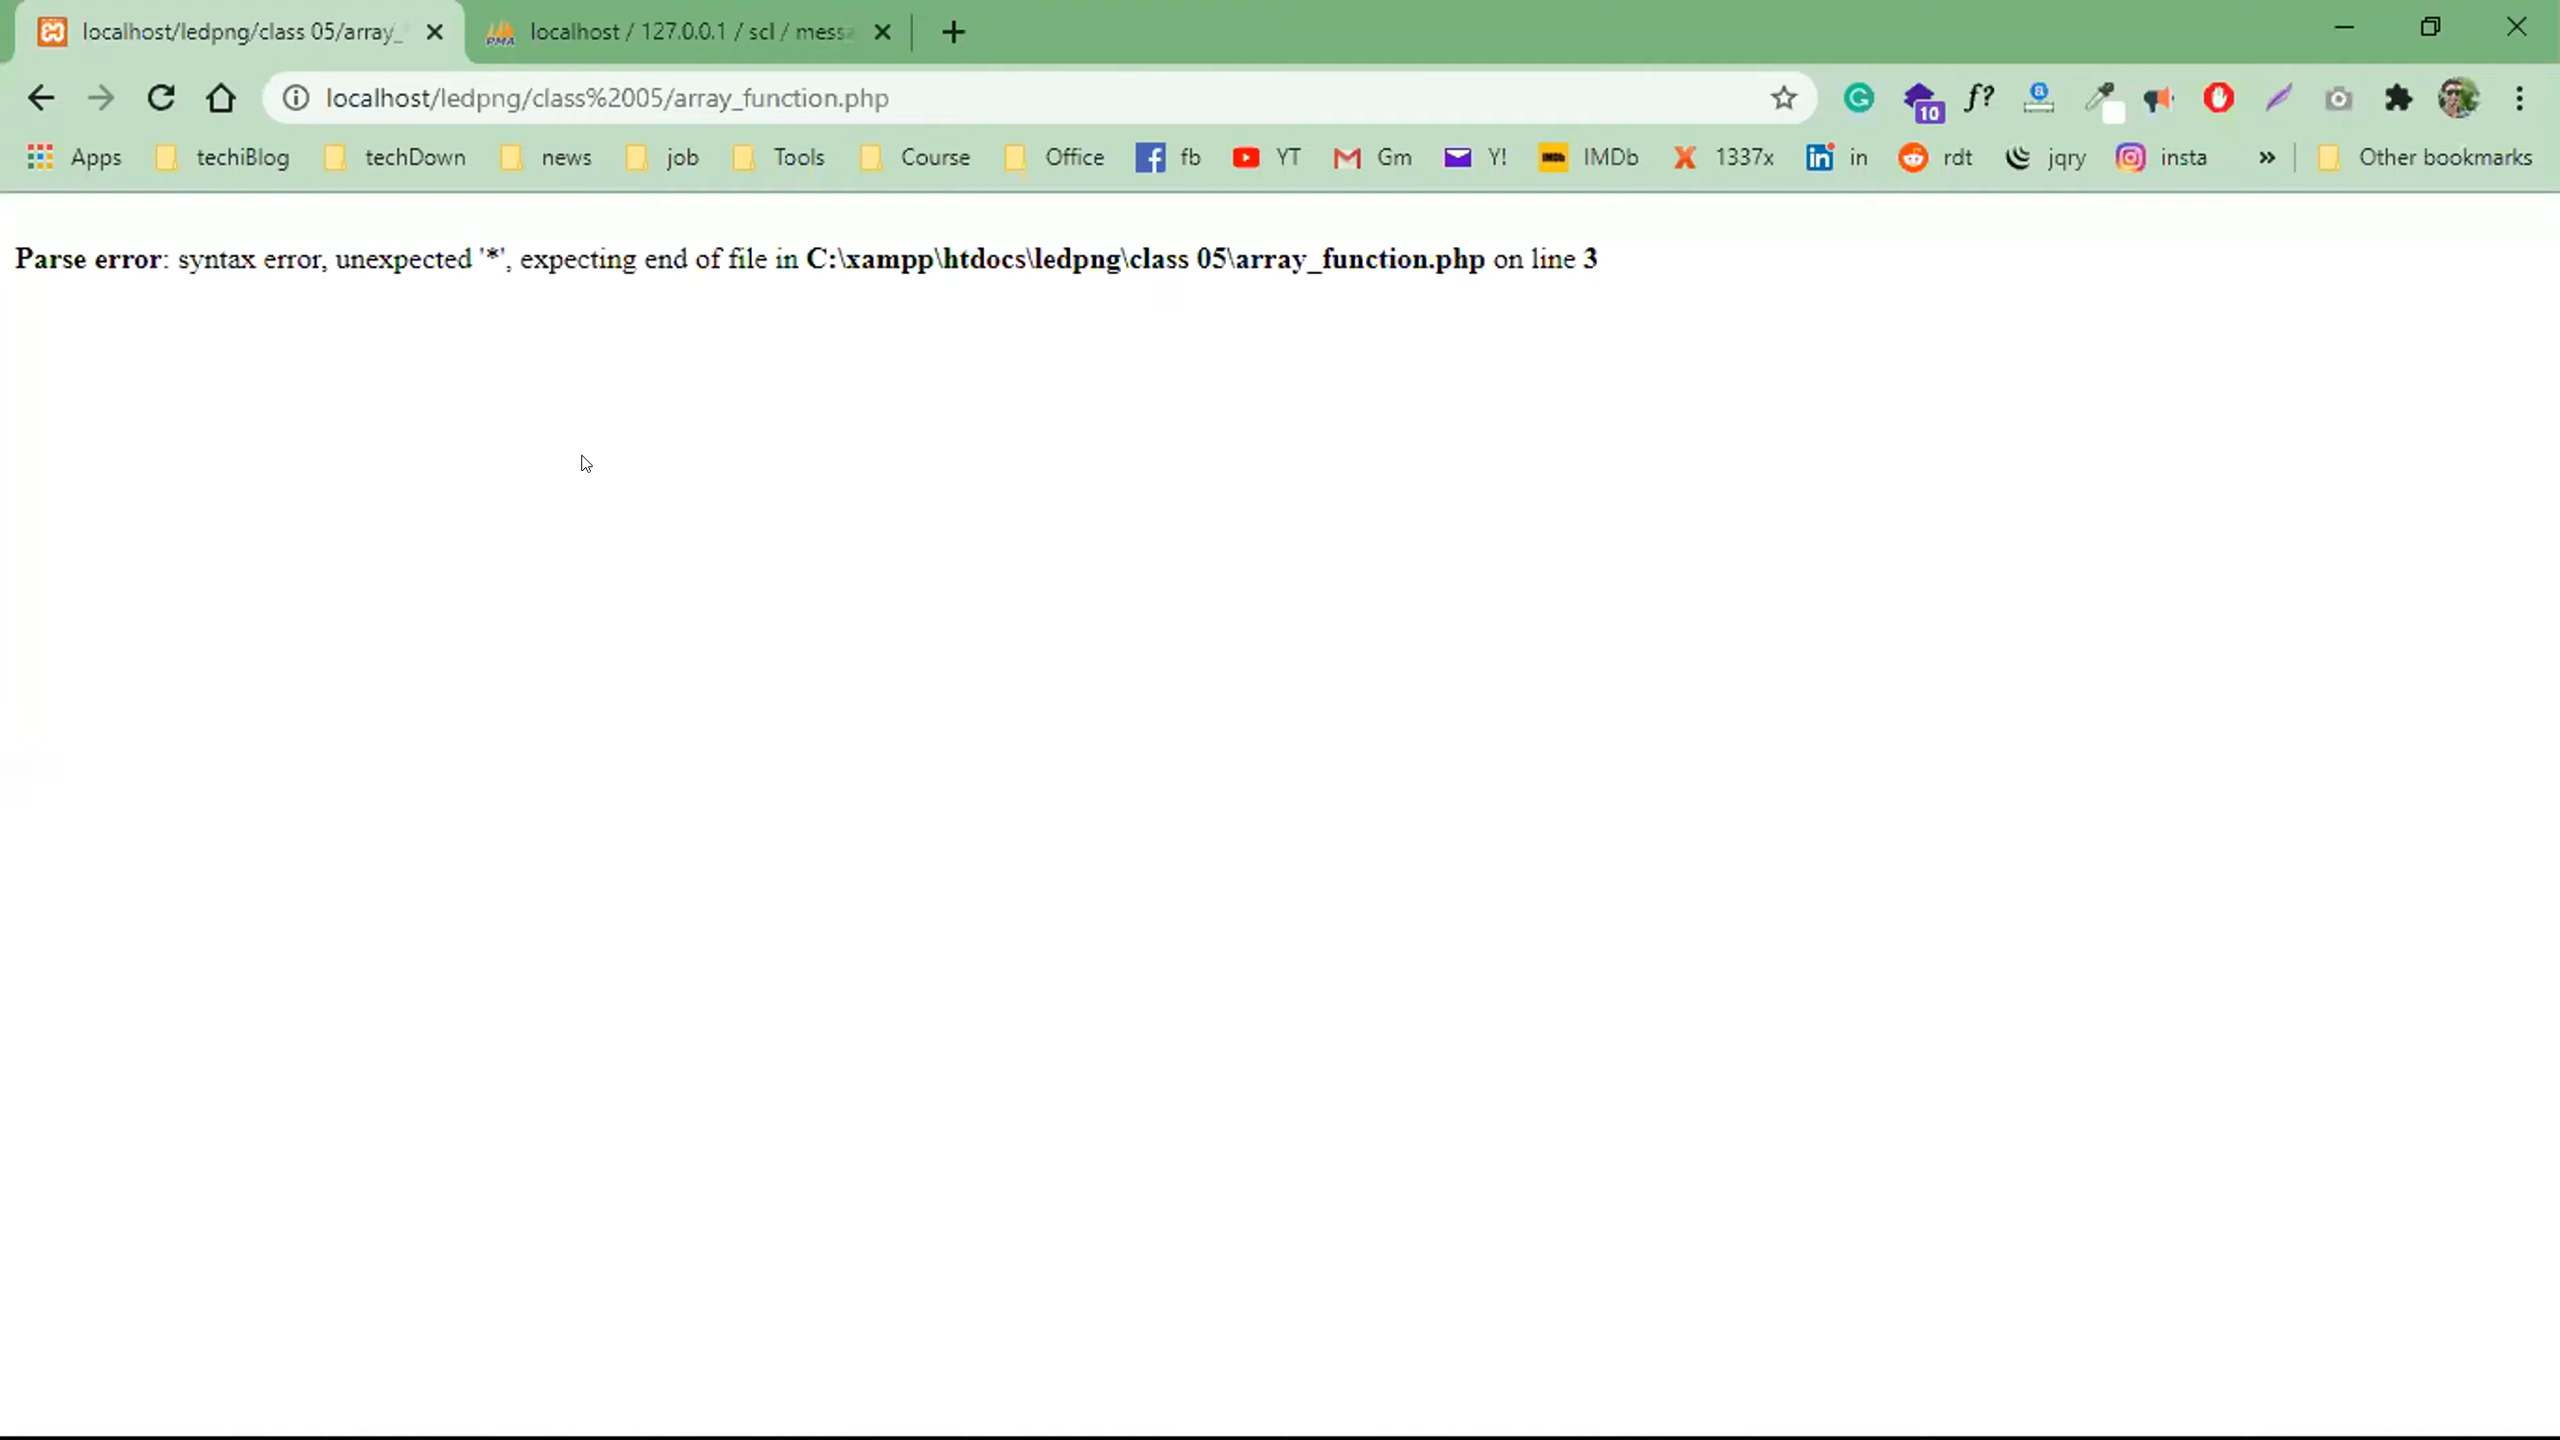 localhost/ledpng/class 05/array_
localhost / 127.0.0.1 / scl / messa
localhost/ledpng/class%2005/array_function.php
f?
a
10
Apps techiBlog techDown news job Tools Course Office fb YT Gm Y! IMDb 1337x in rdt jqry insta » Other bookmarks
Parse error: syntax error, unexpected '*', expecting end of file in C:\xampp\htdocs\ledpng\class 05\array_function.php on line 3